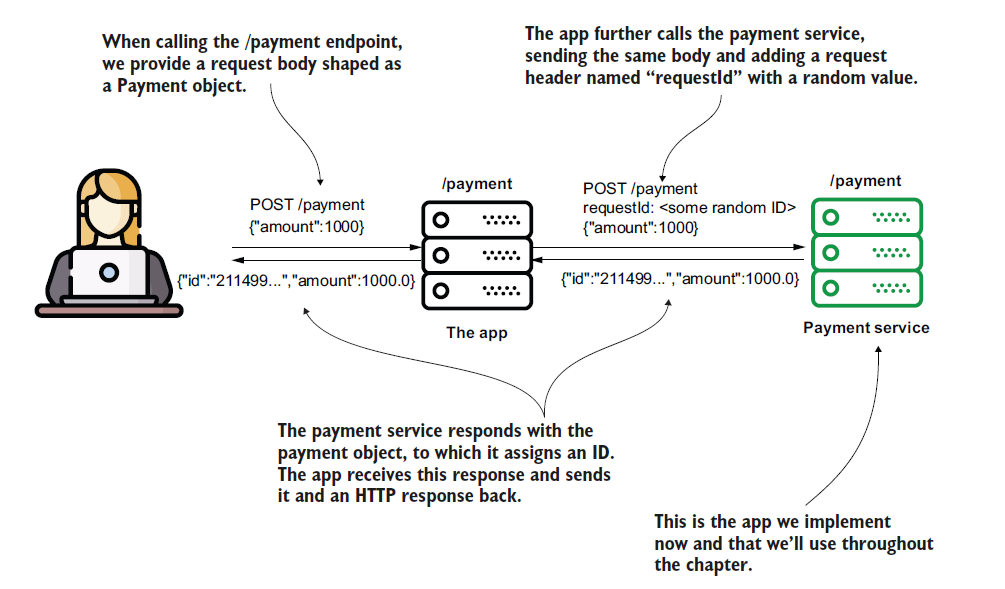 When calling the /payment endpoint,
we provide a request body shaped as
a Payment object.
The app further calls the payment service,
sending the same body and adding a request
header named “requestId” with a random value.
POST /payment
{"amount":1000}
/payment
POST /payment
requestId: <some random ID>
{"amount":1000}
/payment
{"id":"211499...","amount":1000.0}
{"id":"211499...","amount":1000.0}
The app
Payment service
The payment service responds with the
payment object, to which it assigns an ID.
The app receives this response and sends
it and an HTTP response back.
This is the app we implement
now and that we’ll use throughout
the chapter.